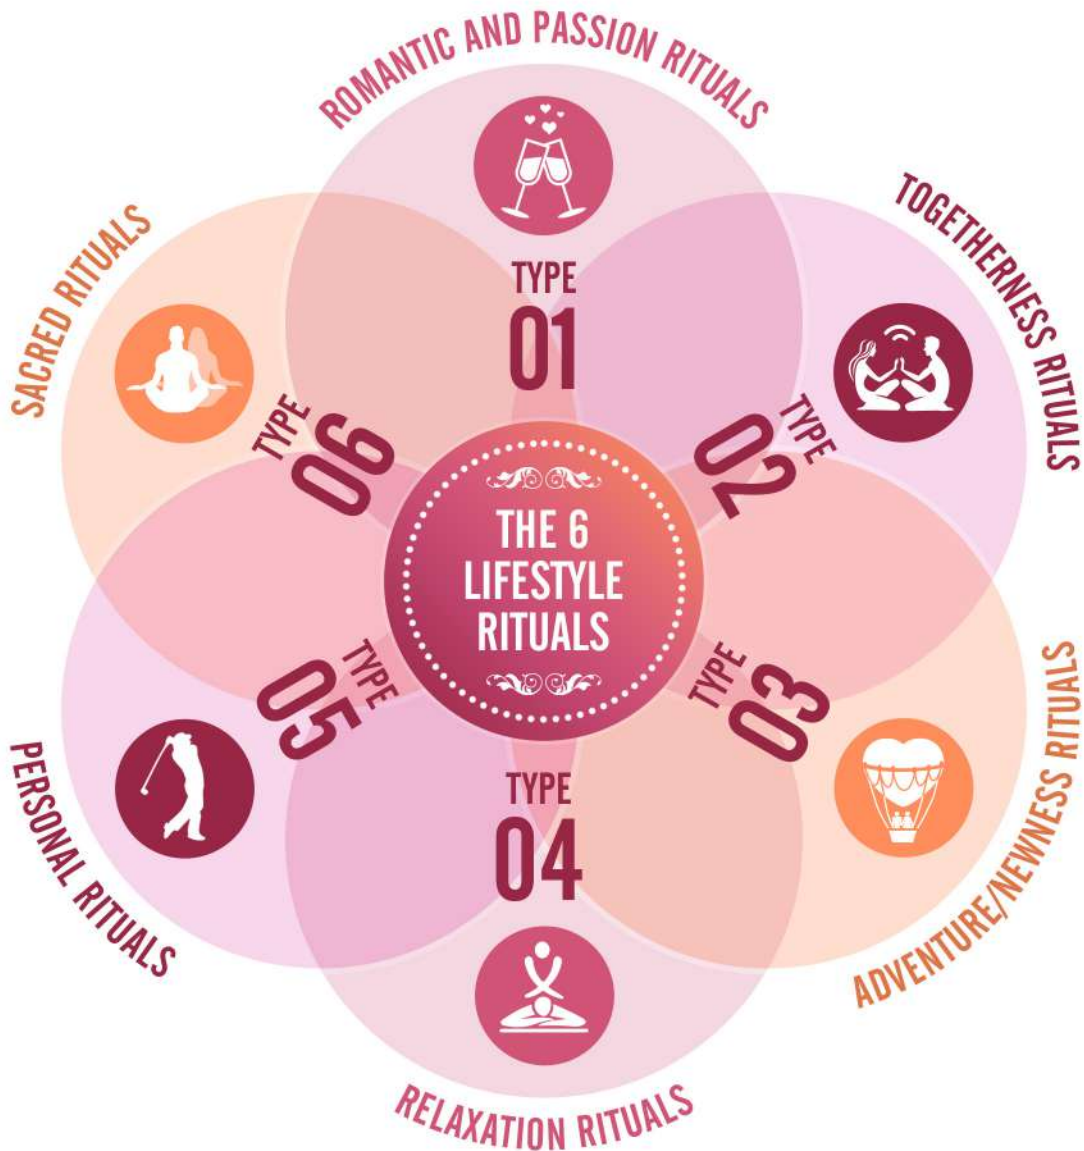 ROMANTIC AND PASSION RITUALS
TYPE
01
TOGETHERNESS RITUALS
TYPE
02
ADVENTURE/NEWNESS RITUALS
TYPE
03
RELAXATION RITUALS
TYPE
04
PERSONAL RITUALS
TYPE
05
SACRED RITUALS
TYPE
06
THE 6
LIFESTYLE
RITUALS